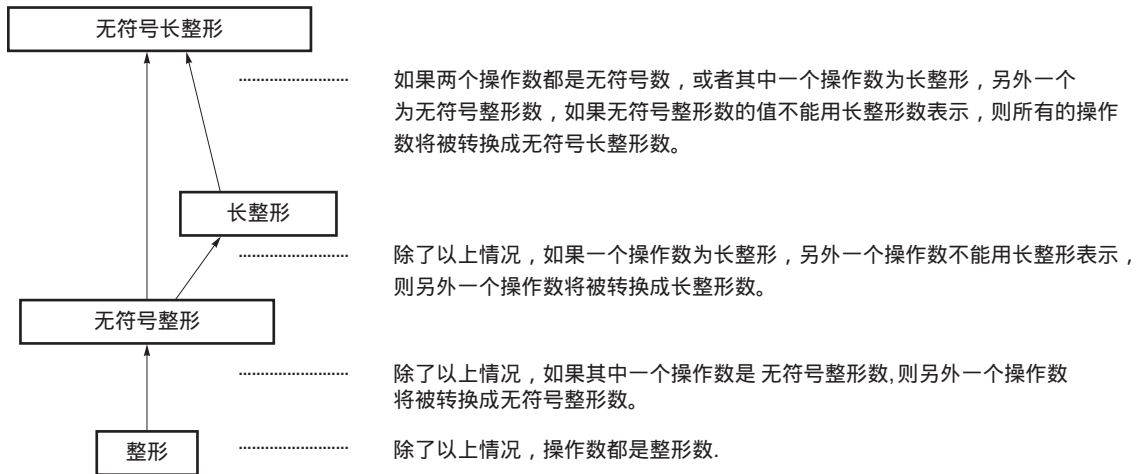 无符号长整形
如果两个操作数都是无符号数，或者其中一个操作数为长整形，另外一个
为无符号整形数，如果无符号整形数的值不能用长整形数表示，则所有的操作
数将被转换成无符号长整形数。
长整形
除了以上情况，如果一个操作数为长整形，另外一个操作数不能用长整形表示，
则另外一个操作数将被转换成长整形数。
无符号整形
除了以上情况，如果其中一个操作数是 无符号整形数,则另外一个操作数
将被转换成无符号整形数。
整形
除了以上情况，操作数都是整形数.